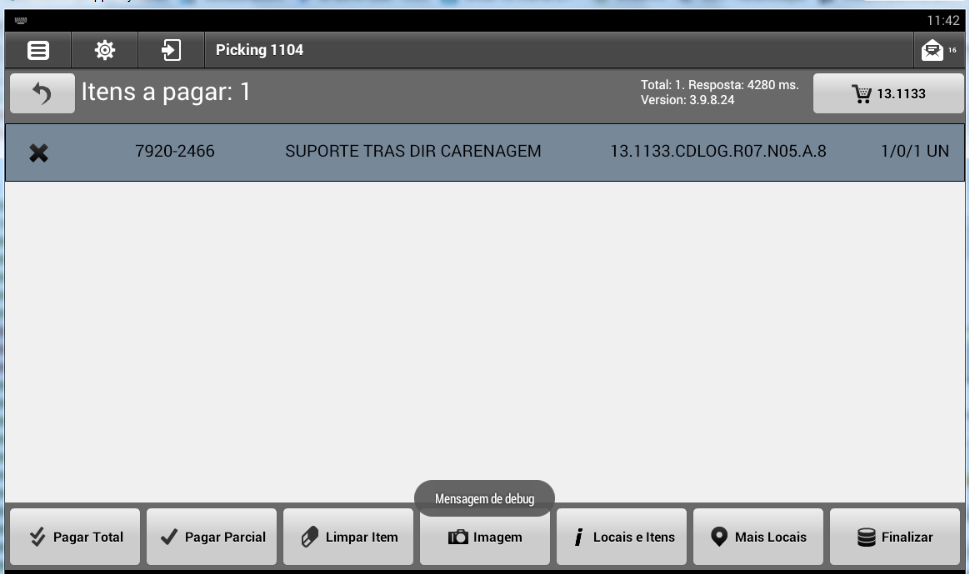 11:42
Picking 1104
16
Itens a pagar: 1
Total: 1. Resposta: 4280 ms.
Version: 3.9.8.24
13.1133
7920-2466 SUPORTE TRAS DIR CARENAGEM 13.1133.CDLOG.R07.N05.A.8 1/0/1 UN
Mensagem de debug
Pagar Total Pagar Parcial Limpar Item Imagem Locais e Itens Mais Locais Finalizar